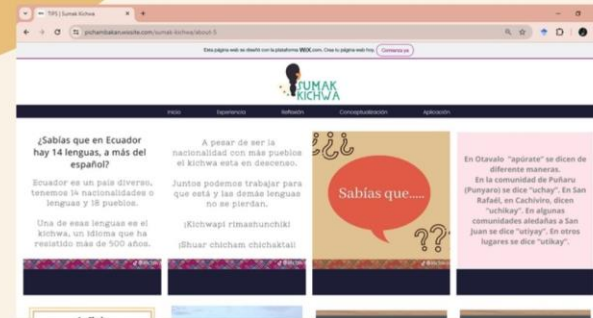 TIPS | Sumak Kichwa
pichambakaruwixsite.com/sumak-kichwa/about-5
Esta página web se diseñó con la plataforma WIX.com. Crea tu página web hoy. Comienza ya
SUMAK
KICHWA
Inicio Experiencia Reflexión Conceptualización Aplicación
¿Sabías que en Ecuador
hay 14 lenguas, a más del
español?
Ecuador es un país diverso,
tenemos 14 nacionalidades o
lenguas y 18 pueblos.
Una de esas lenguas es el
kichwa, un idioma que ha
resistido más de 500 años.
A pesar de ser la
nacionalidad con más pueblos
el kichwa esta en descenso.
Juntos podemos trabajar para
que está y las demás lenguas
no se pierdan.
¡Kichwapi rimashunchik!
¡Shuar chicham chichaktai!
¿¿¿
Sabías que.....
???
En Otavalo "apúrate" se dicen de
diferente maneras.
En la comunidad de Puñaru
(Punyaro) se dice "uchay". En San
Rafaél, en Cachiviro, dicen
"uchikay". En algunas
comunidades aledañas a San
Juan se dice "utiyay". En otros
lugares se dice "utikay".